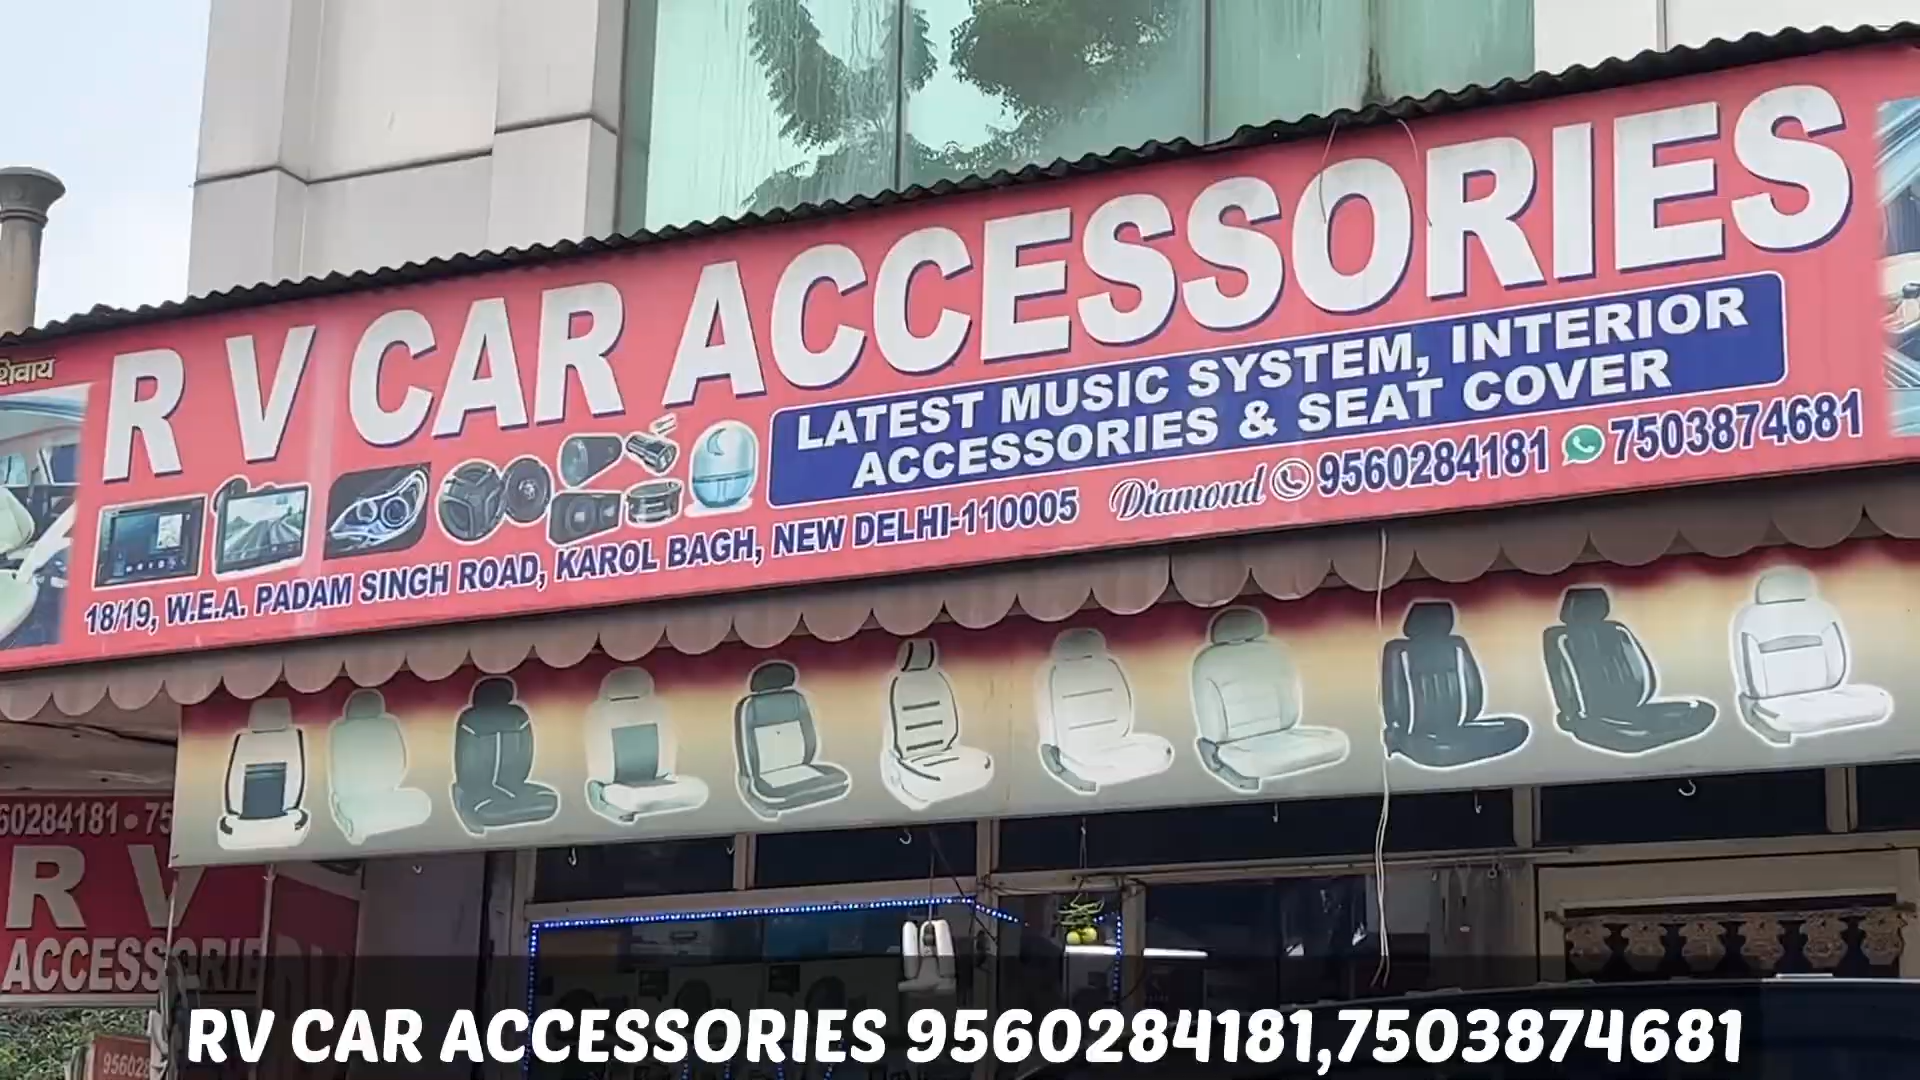 शिवाय
R V CAR ACCESSORIES
LATEST MUSIC SYSTEM, INTERIOR
ACCESSORIES & SEAT COVER
18/19, W.E.A. PADAM SINGH ROAD, KAROL BAGH, NEW DELHI-110005 Diamond 9560284181 7503874681
60284181 • 75
R V
ACCESSORIE
95602
RV CAR ACCESSORIES 9560284181,7503874681